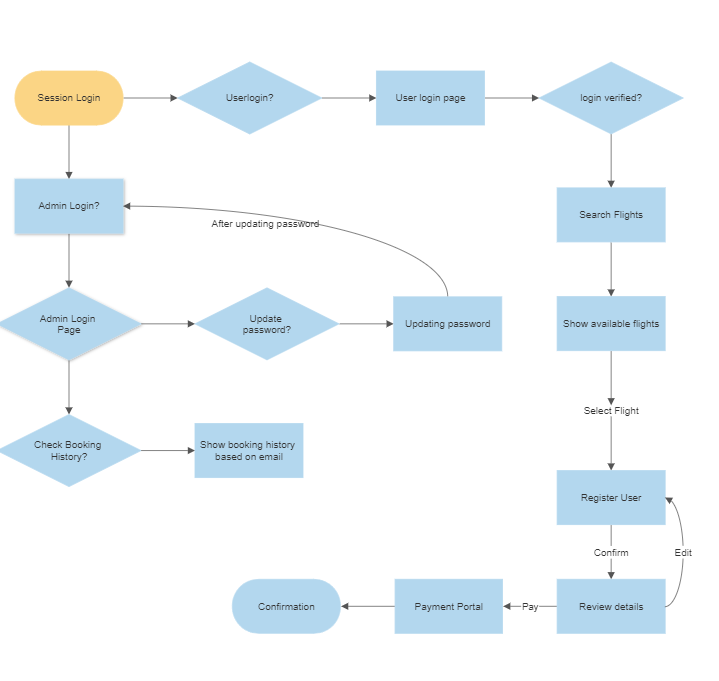 Session Login
Userlogin?
User login page
login verified?
Admin Login?
After updating password
Search Flights
Admin Login
Page
Update
password?
Updating password
Show available flights
Select Flight
Check Booking
History?
Show booking history
based on email
Register User
Confirm
Edit
Confirmation
Payment Portal
Pay
Review details